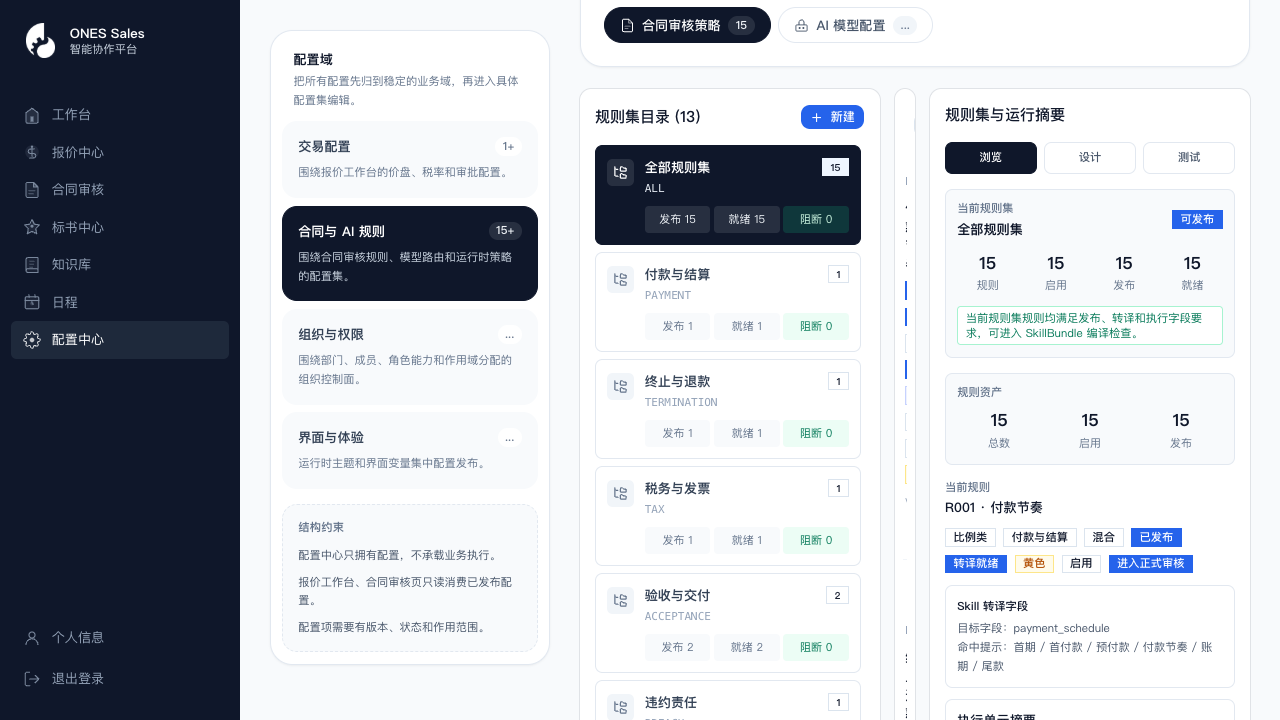 ONES Sales
智能协作平台
工作台
报价中心
合同审核
标书中心
知识库
日程
配置中心
个人信息
退出登录
配置域
把所有配置先归到稳定的业务域，再进入具体
配置集编辑。
交易配置
1+
围绕报价工作台的价盘、税率和审批配置。
合同与 AI 规则
15+
围绕合同审核规则、模型路由和运行时策略
的配置集。
组织与权限
...
围绕部门、成员、角色能力和作用域分配的
组织控制面。
界面与体验
...
运行时主题和界面变量集中配置发布。
结构约束
配置中心只拥有配置，不承载业务执行。
报价工作台、合同审核页只读消费已发布配
置。
配置项需要有版本、状态和作用范围。
合同审核策略 15
AI 模型配置 ...
规则集目录 (13)
新建
全部规则集
15
ALL
发布 15
就绪 15
阻断 0
付款与结算
1
PAYMENT
发布 1
就绪 1
阻断 0
终止与退款
1
TERMINATION
发布 1
就绪 1
阻断 0
税务与发票
1
TAX
发布 1
就绪 1
阻断 0
验收与交付
2
ACCEPTANCE
发布 2
就绪 2
阻断 0
违约责任
1
规则集与运行摘要
浏览
设计
测试
当前规则集
全部规则集
可发布
15
15
15
15
规则
启用
发布
就绪
当前规则集规则均满足发布、转译和执行字段要
求，可进入 SkillBundle 编译检查。
规则资产
15
15
15
总数
启用
发布
当前规则
R001 · 付款节奏
比例类
付款与结算
混合
已发布
转译就绪
黄色
启用
进入正式审核
Skill 转译字段
目标字段：payment_schedule
命中提示：首期 / 首付款 / 预付款 / 付款节奏 / 账
期 / 尾款
执行单元摘要